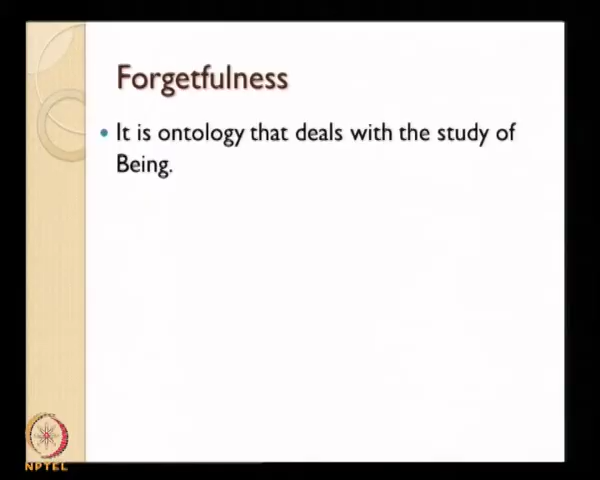 Forgetfulness
• It is ontology that deals with the study of
Being.
NPTEL